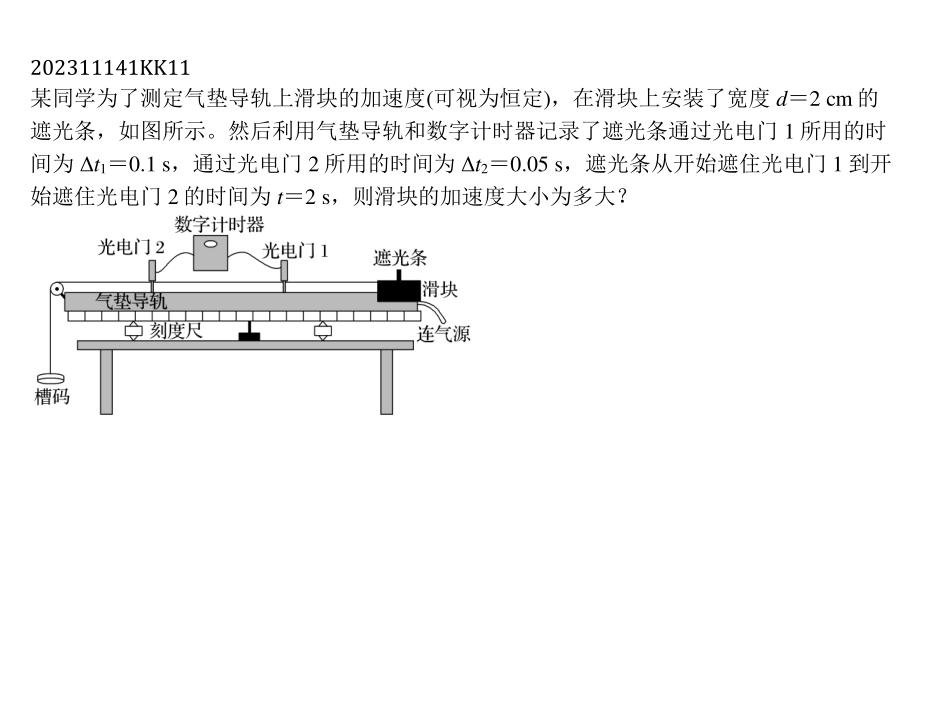 202311141KK11
某同学为了测定气垫导轨上滑块的加速度(可视为恒定)，在滑块上安装了宽度 d＝2 cm 的
遮光条，如图所示。然后利用气垫导轨和数字计时器记录了遮光条通过光电门 1 所用的时
间为 Δt₁＝0.1 s，通过光电门 2 所用的时间为 Δt₂＝0.05 s，遮光条从开始遮住光电门 1 到开
始遮住光电门 2 的时间为 t＝2 s，则滑块的加速度大小为多大？
数字计时器
光电门 2
光电门 1
遮光条
滑块
气垫导轨
刻度尺
连气源
槽码